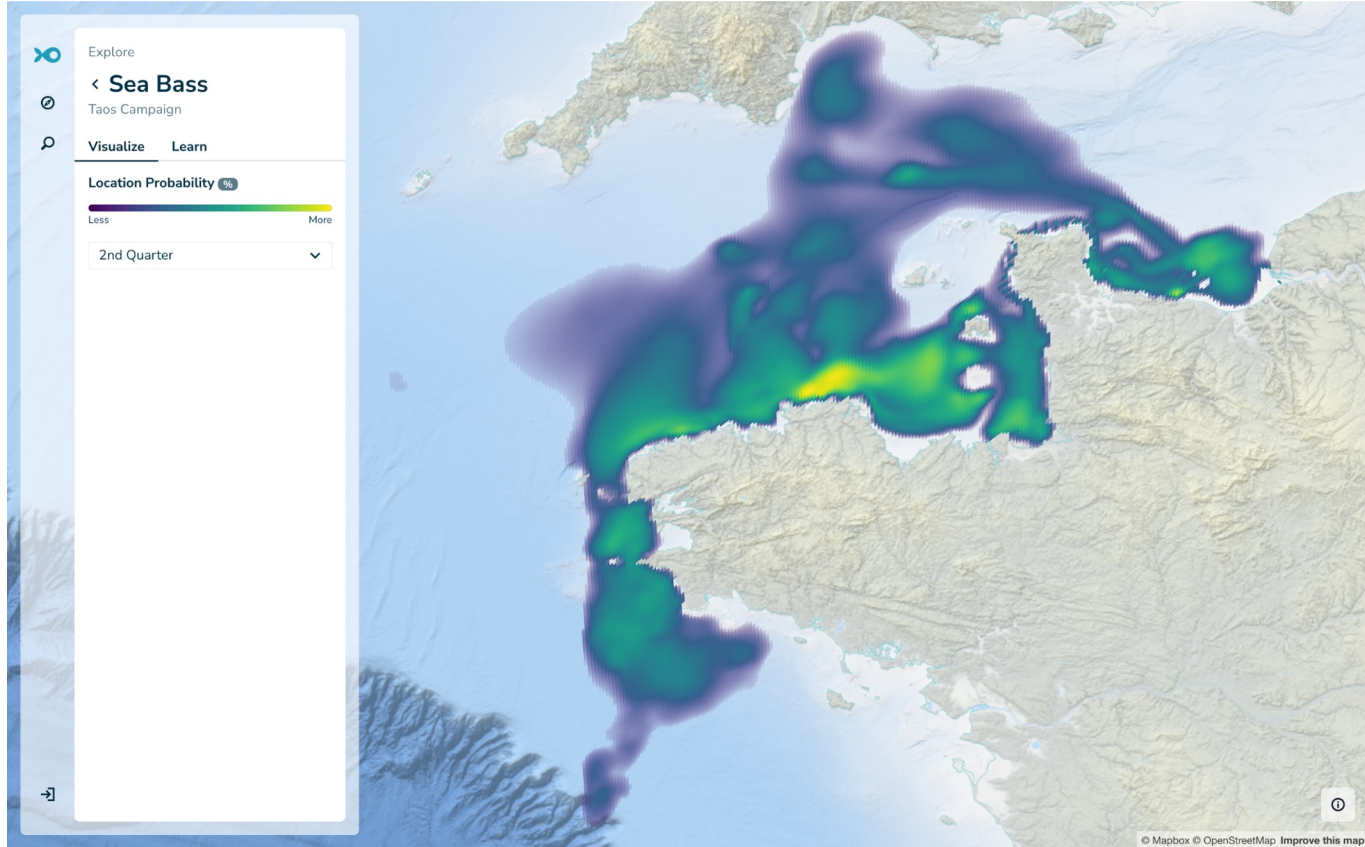 Explore
Sea Bass
Taos Campaign
Visualize Learn
Location Probability %
Less More
2nd Quarter
© Mapbox © OpenStreetMap Improve this map